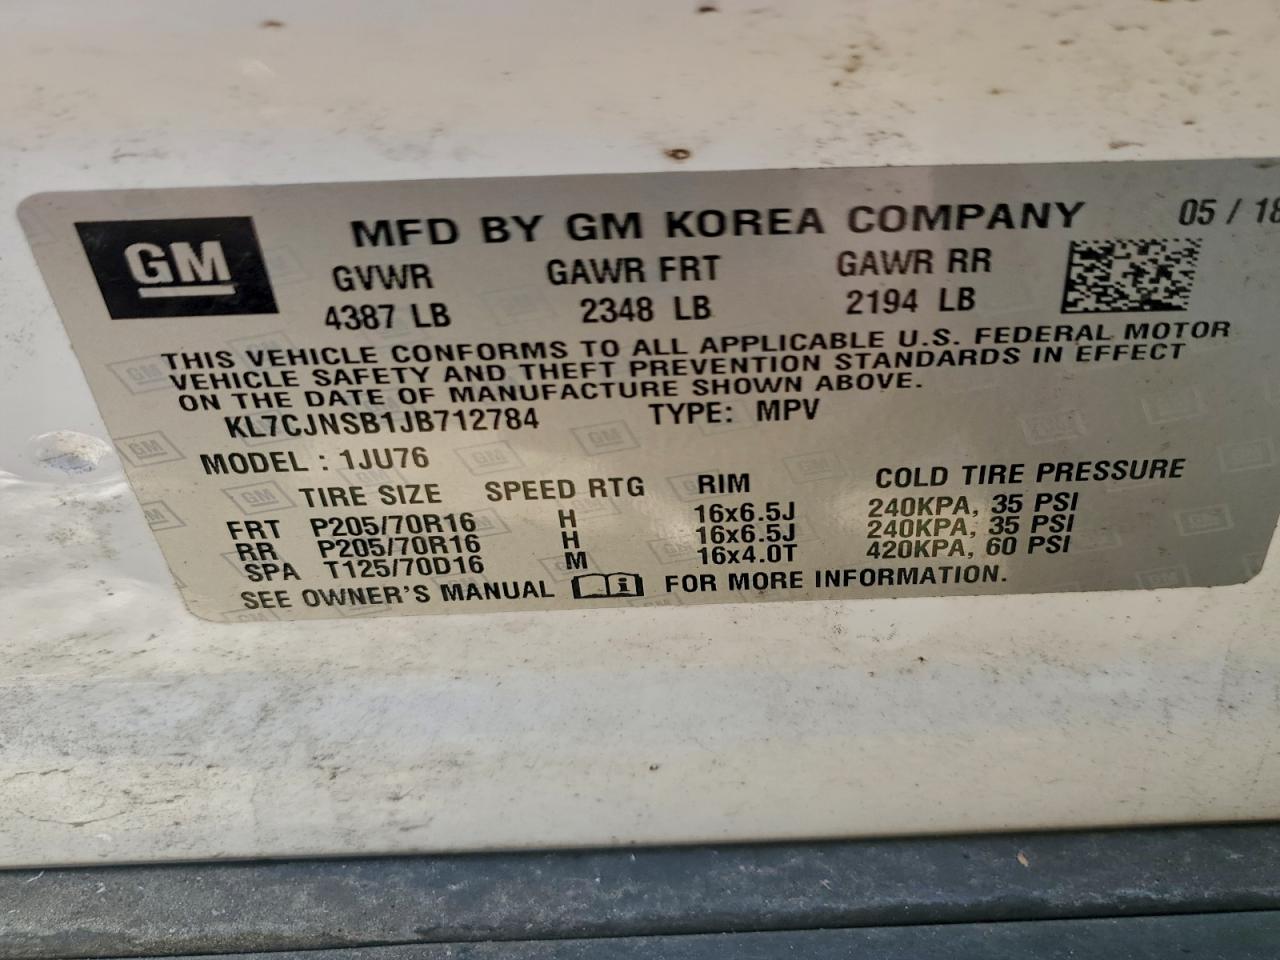 GM
MFD BY GM KOREA COMPANY 05 / 18
GVWR GAWR FRT GAWR RR
4387 LB 2348 LB 2194 LB
THIS VEHICLE CONFORMS TO ALL APPLICABLE U.S. FEDERAL MOTOR
VEHICLE SAFETY AND THEFT PREVENTION STANDARDS IN EFFECT
ON THE DATE OF MANUFACTURE SHOWN ABOVE.
KL7CJNSB1JB712784 TYPE: MPV
MODEL : 1JU76
TIRE SIZE SPEED RTG RIM COLD TIRE PRESSURE
FRT P205/70R16 H 16x6.5J 240KPA, 35 PSI
RR P205/70R16 H 16x6.5J 240KPA, 35 PSI
SPA T125/70D16 M 16x4.0T 420KPA, 60 PSI
SEE OWNER'S MANUAL FOR MORE INFORMATION.